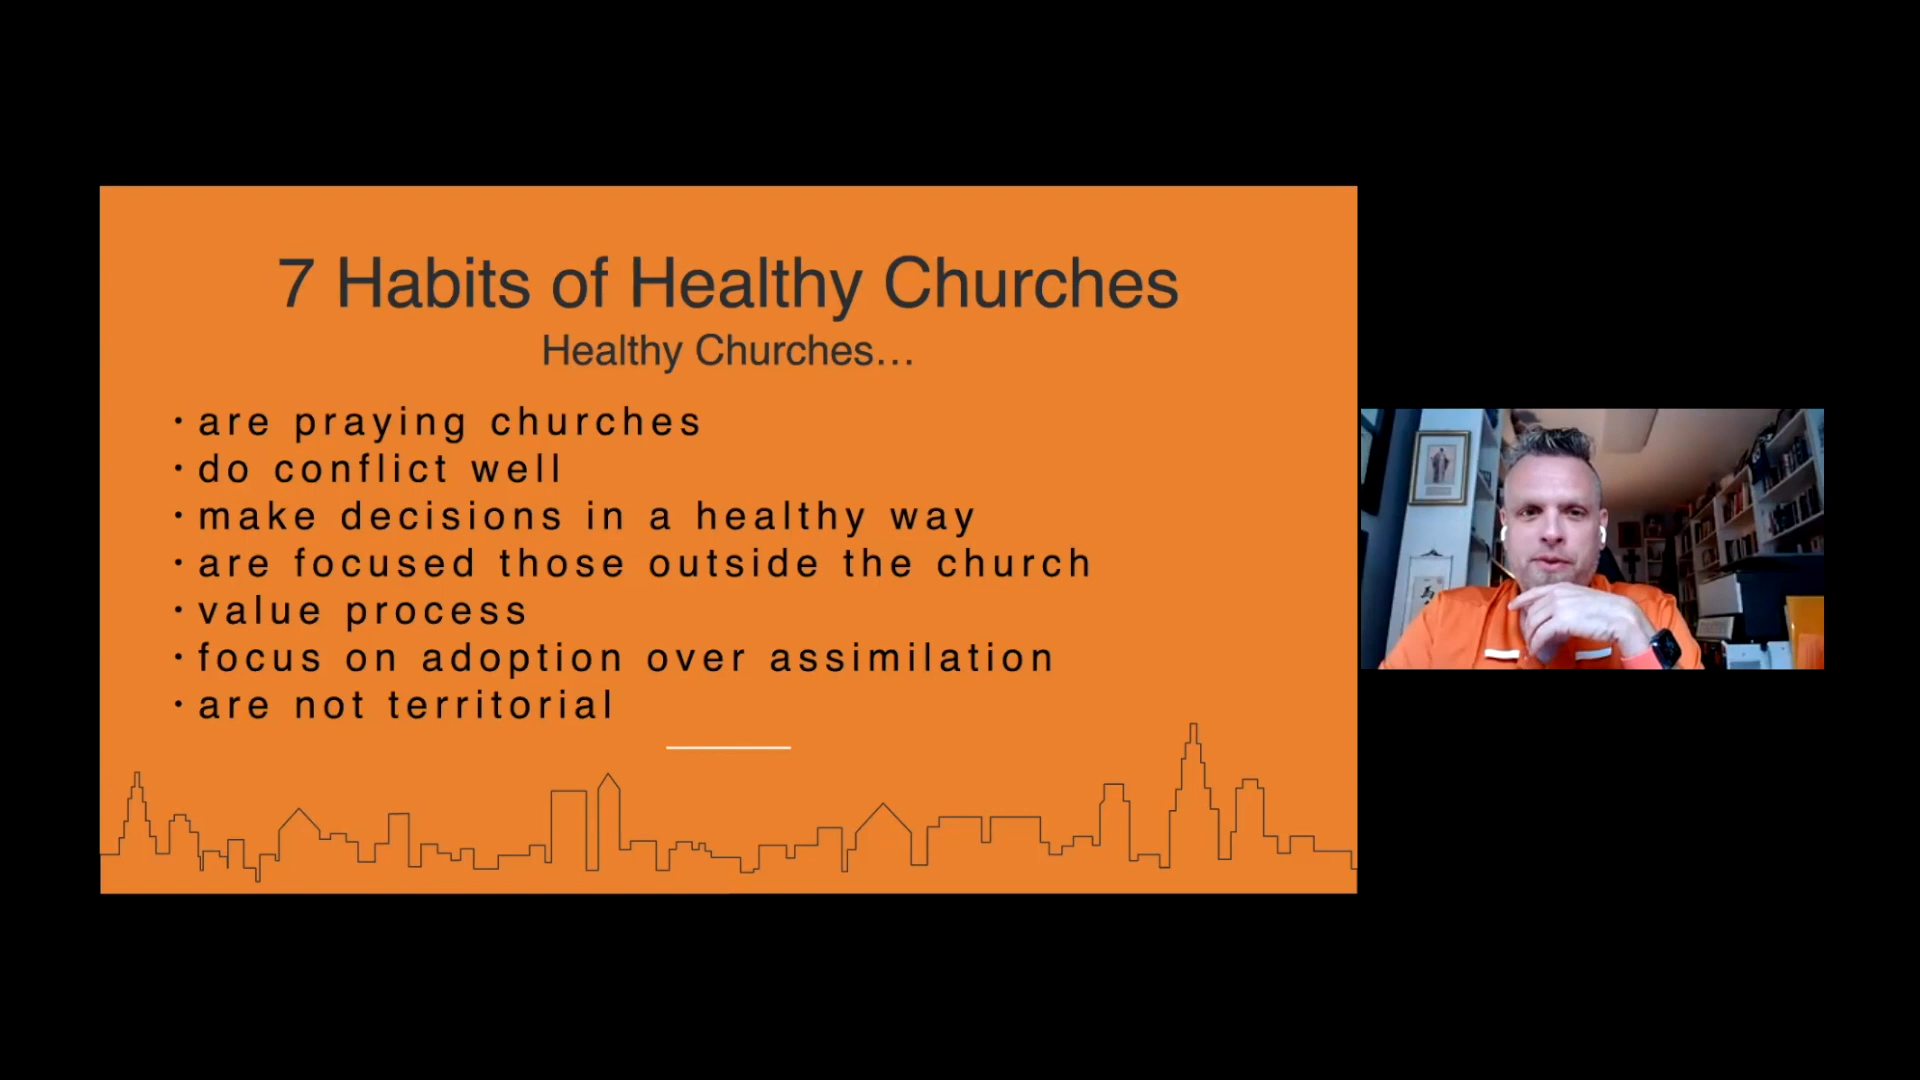 7 Habits of Healthy Churches
Healthy Churches…
· are praying churches
· do conflict well
· make decisions in a healthy way
· are focused those outside the church
· value process
· focus on adoption over assimilation
· are not territorial